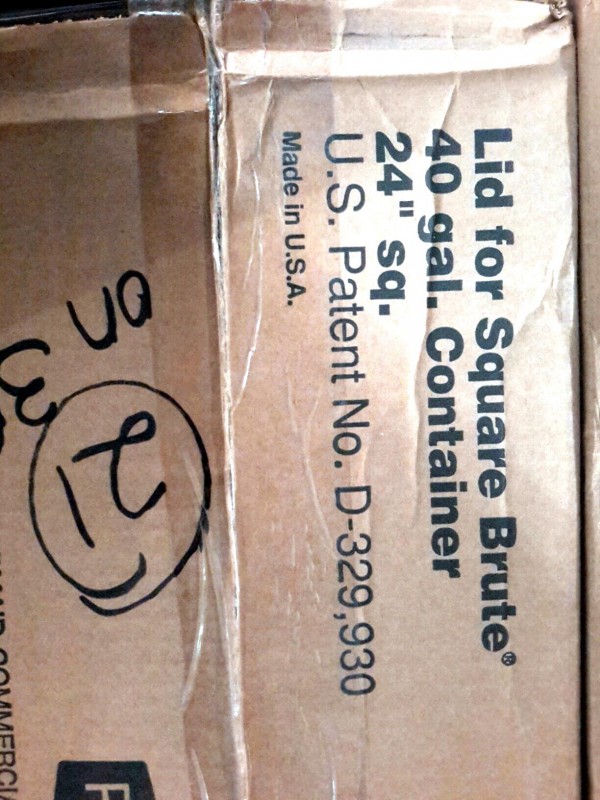 Lid for Square Brute®
40 gal. Container
24" sq.
U.S. Patent No. D-329,930
Made in U.S.A.